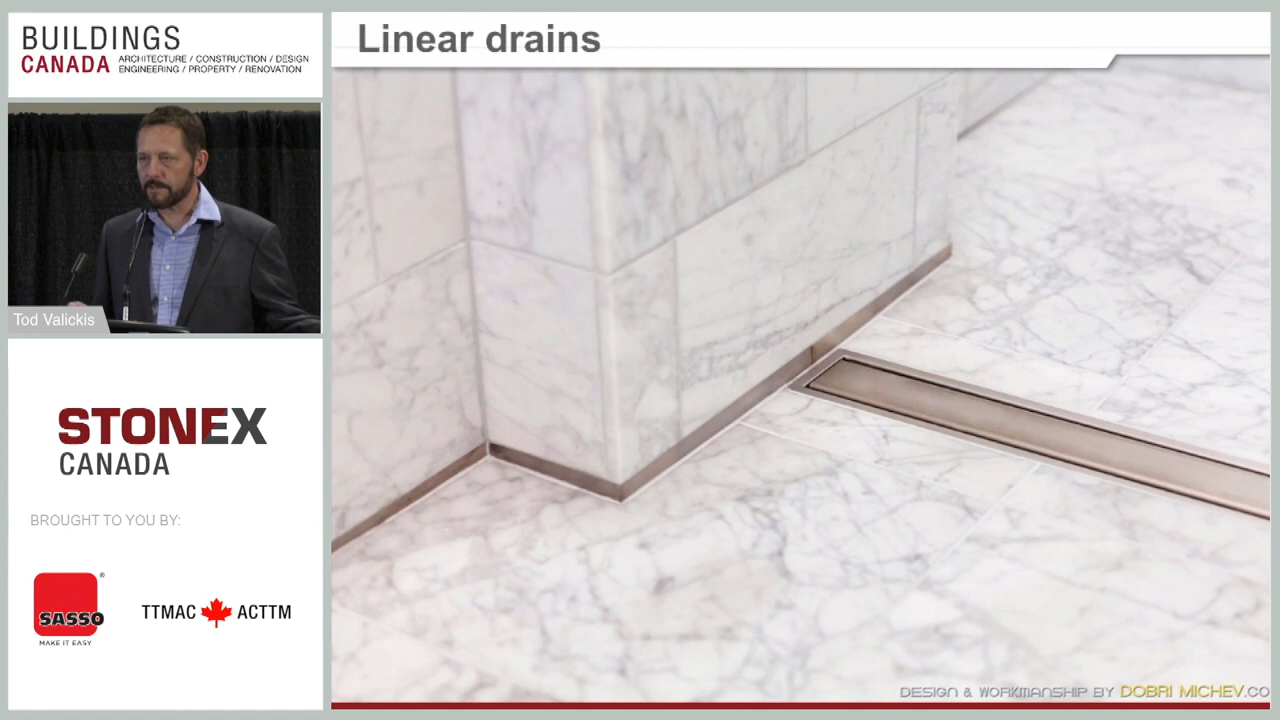 BUILDINGS
CANADA ARCHITECTURE / CONSTRUCTION / DESIGN
ENGINEERING / PROPERTY / RENOVATION
Linear drains
Tod Valickis
STONEX
CANADA
BROUGHT TO YOU BY:
SASSO®
MAKE IT EASY
TTMAC ACTTM
DESIGN & WORKMANSHIP BY DOBRI MICHEV.CO